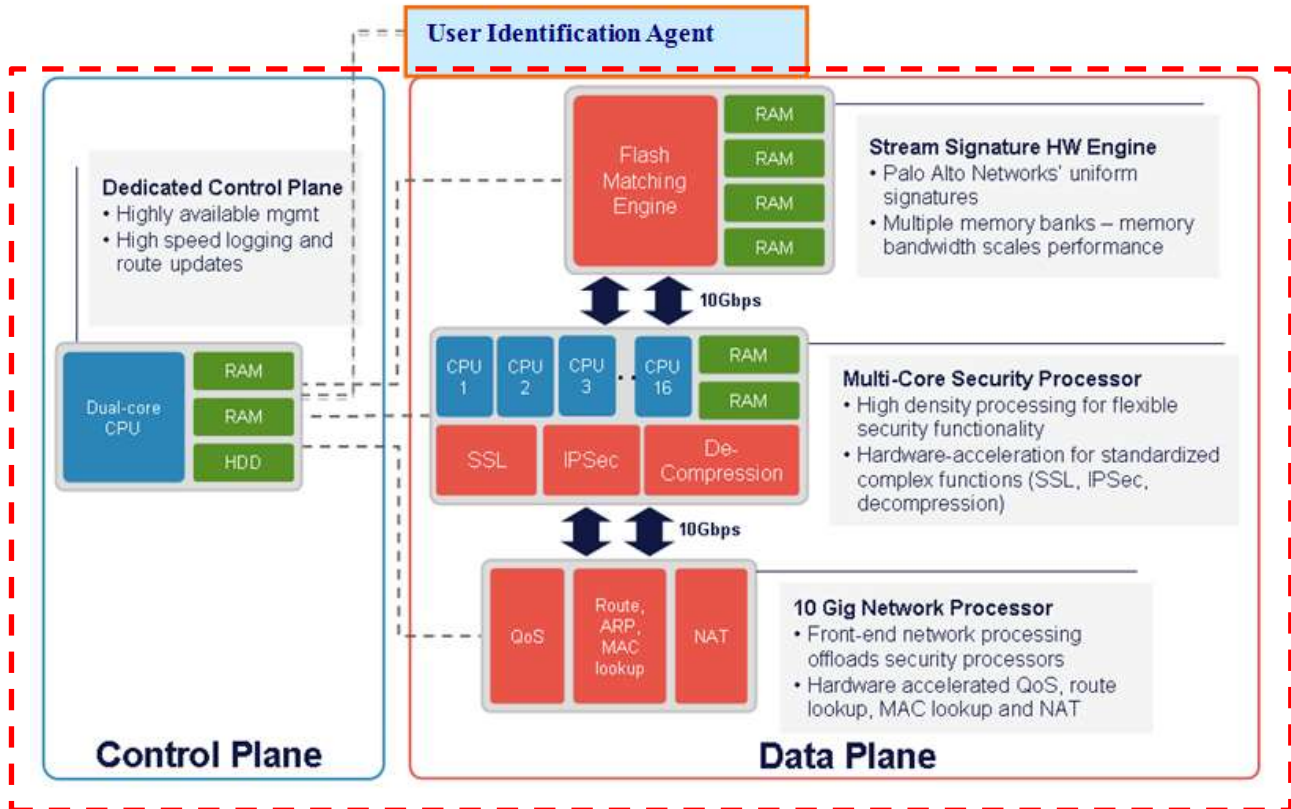 User Identification Agent
Dedicated Control Plane
• Highly available mgmt
• High speed logging and
route updates
Dual-core
CPU
RAM
RAM
HDD
Control Plane
Flash
Matching
Engine
RAM
RAM
RAM
RAM
Stream Signature HW Engine
• Palo Alto Networks' uniform
signatures
• Multiple memory banks – memory
bandwidth scales performance
10Gbps
CPU
1
CPU
2
CPU
3
..
CPU
16
RAM
RAM
SSL
IPSec
De-
Compression
Multi-Core Security Processor
• High density processing for flexible
security functionality
• Hardware-acceleration for standardized
complex functions (SSL, IPSec,
decompression)
10Gbps
QoS
Route,
ARP,
MAC
lookup
NAT
10 Gig Network Processor
• Front-end network processing
offloads security processors
• Hardware accelerated QoS, route
lookup, MAC lookup and NAT
Data Plane